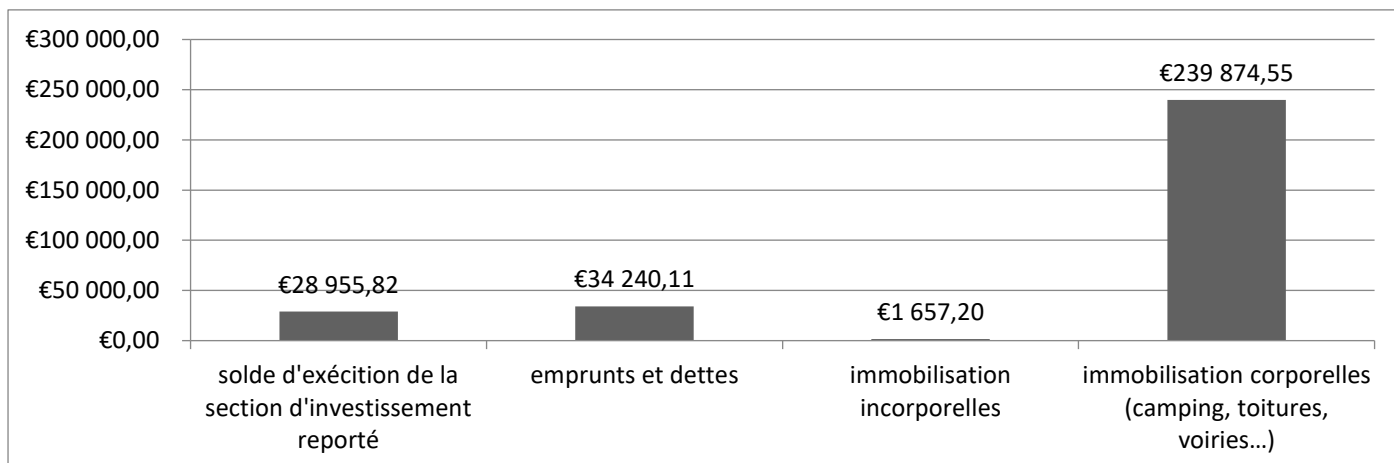 €300 000,00
€250 000,00
€200 000,00
€150 000,00
€100 000,00
€50 000,00
€0,00
€28 955,82
€34 240,11
€1 657,20
€239 874,55
solde d'exécition de la
section d'investissement
reporté
emprunts et dettes
immobilisation
incorporelles
immobilisation corporelles
(camping, toitures,
voiries…)